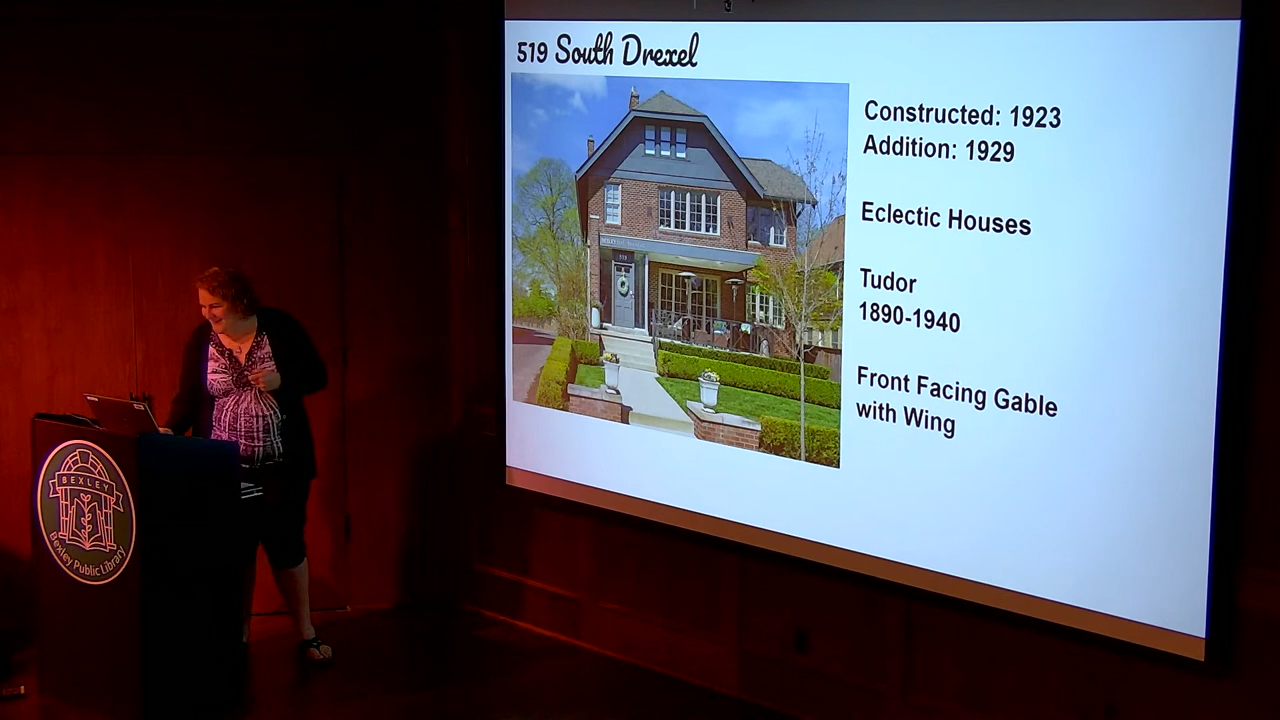 519 South Drexel
Constructed: 1923
Addition: 1929
Eclectic Houses
Tudor
1890-1940
Front Facing Gable
with Wing
519
BEXLEY
Bexley Public Library